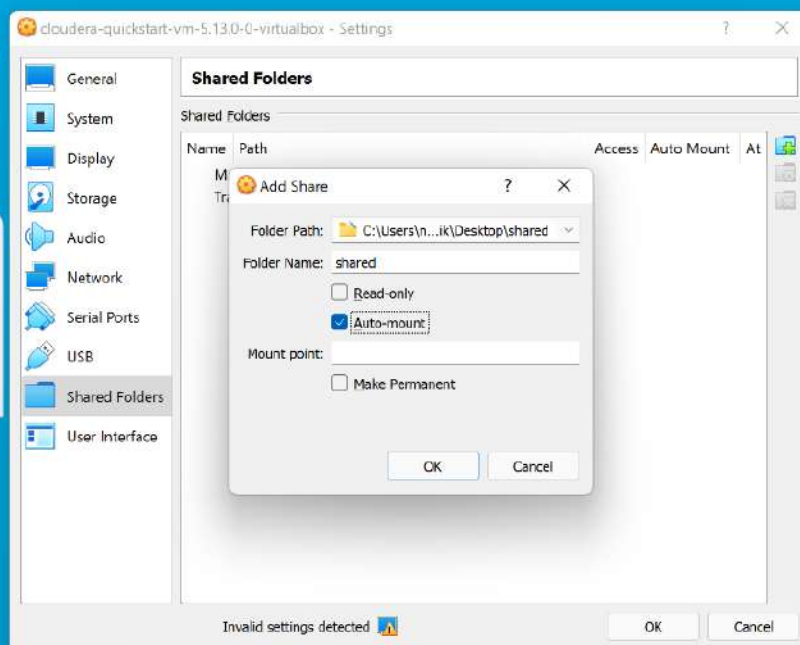 cloudera-quickstart-vm-5.13.0-0-virtualbox - Settings
?
General
System
Display
Storage
Audio
Network
Serial Ports
USB
Shared Folders
User Interface
Shared Folders
Shared Folders
Name Path Access Auto Mount At
Add Share ?
Folder Path: C:\Users\n...ik\Desktop\shared
Folder Name: shared
Read-only
Auto-mount
Mount point:
Make Permanent
OK Cancel
Invalid settings detected OK Cancel